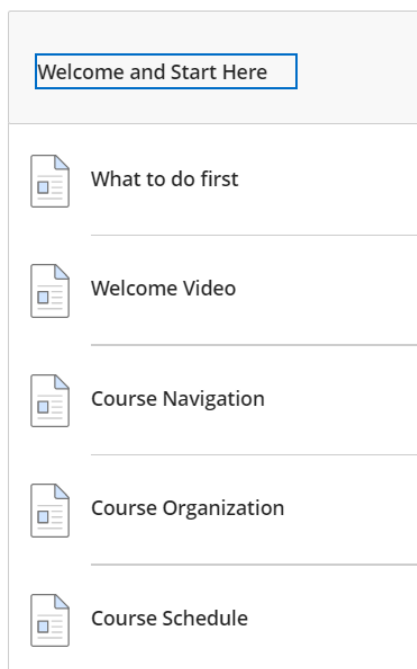 Welcome and Start Here
What to do first
Welcome Video
Course Navigation
Course Organization
Course Schedule